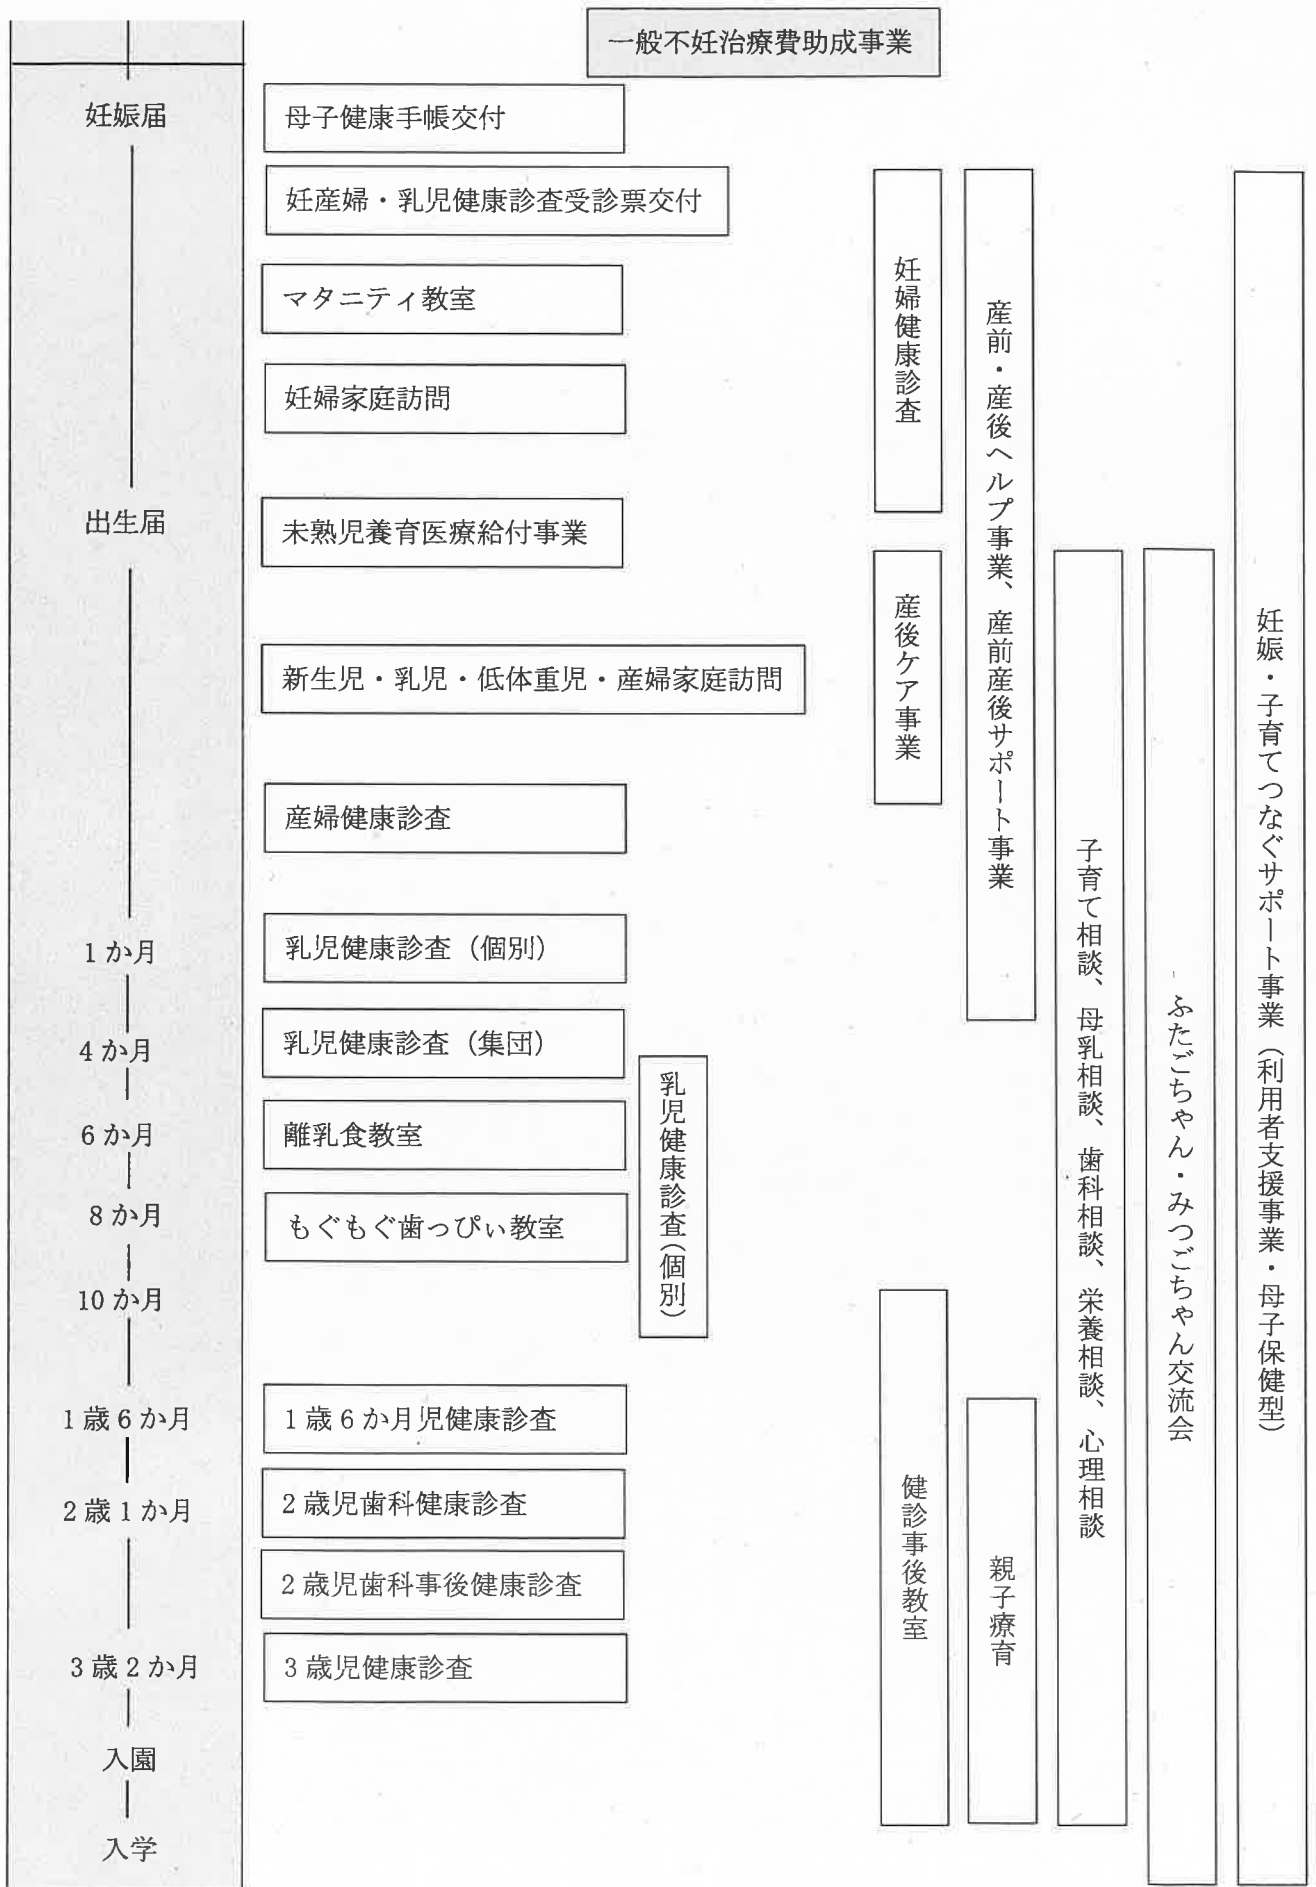 一般不妊治療費助成事業
妊娠届
母子健康手帳交付
妊産婦・乳児健康診査受診票交付
マタニティ教室
妊婦家庭訪問
出生届
未熟児養育医療給付事業
新生児・乳児・低体重児・産婦家庭訪問
産婦健康診査
1か月
乳児健康診査（個別）
4か月
乳児健康診査（集団）
6か月
離乳食教室
8か月
もぐもぐ歯っぴぃ教室
10か月
乳児健康診査（個別）
1歳6か月
1歳6か月児健康診査
2歳1か月
2歳児歯科健康診査
2歳児歯科事後健康診査
3歳2か月
3歳児健康診査
入園
入学
妊婦健康診査
産後ケア事業
健診事後教室
産前・産後ヘルプ事業、産前産後サポート事業
親子療育
子育て相談、母乳相談、歯科相談、栄養相談、心理相談
ふたごちゃん・みつごちゃん交流会
妊娠・子育てつなぐサポート事業（利用者支援事業・母子保健型）